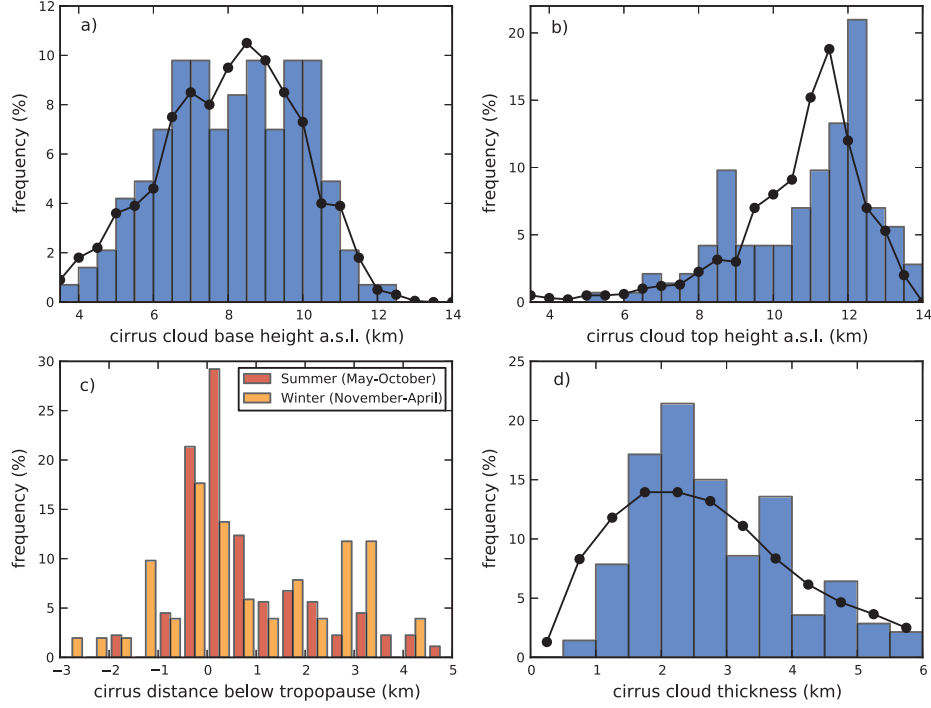 a)
12
10
8
6
4
2
0
frequency (%)
4 6 8 10 12 14
cirrus cloud base height a.s.l. (km)
b)
20
15
10
5
0
frequency (%)
4 6 8 10 12 14
cirrus cloud top height a.s.l. (km)
c)
Summer (May-October)
Winter (November-April)
30
25
20
15
10
5
0
frequency (%)
−3 −2 −1 0 1 2 3 4 5
cirrus distance below tropopause (km)
d)
25
20
15
10
5
0
frequency (%)
0 1 2 3 4 5 6
cirrus cloud thickness (km)